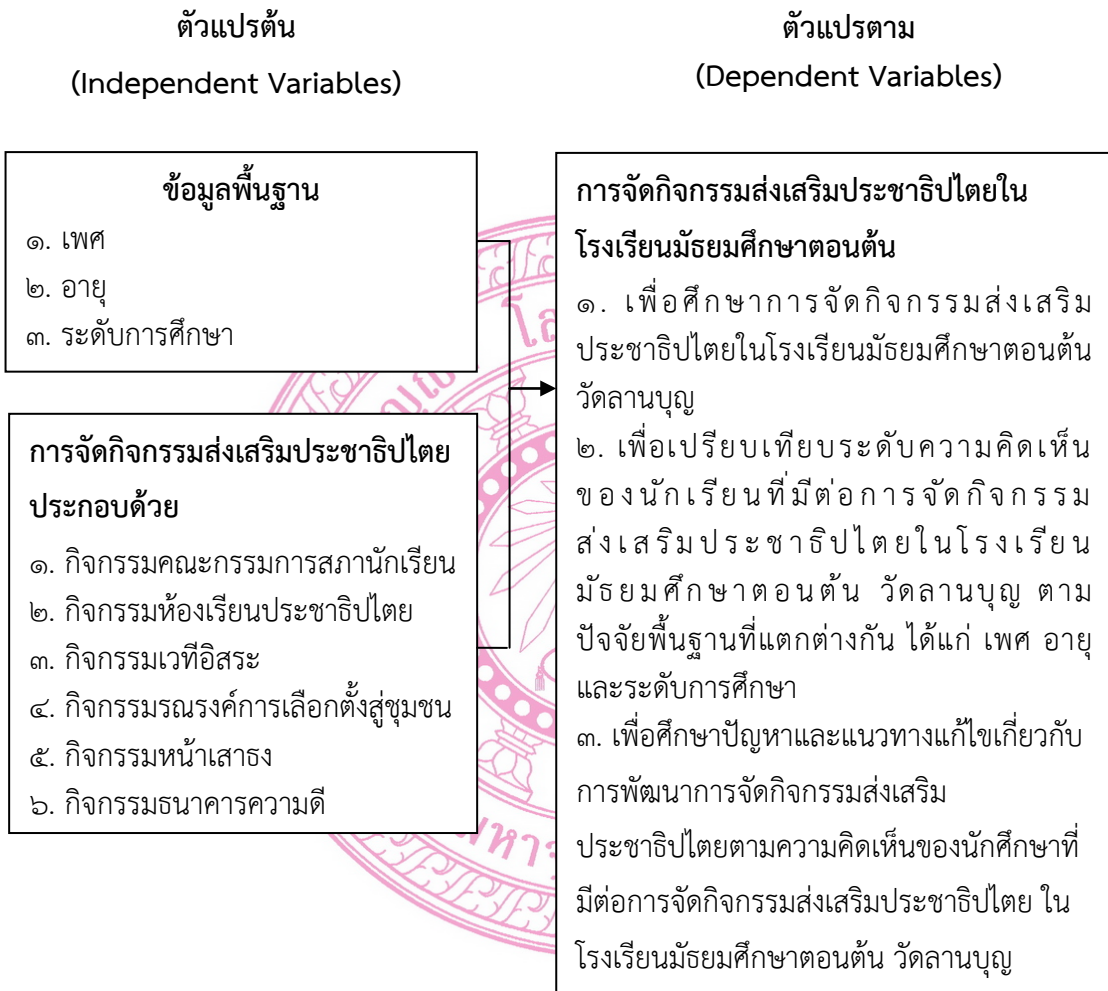 ตัวแปรต้น
(Independent Variables)
ตัวแปรตาม
(Dependent Variables)
ข้อมูลพื้นฐาน
๑. เพศ
๒. อายุ
๓. ระดับการศึกษา
การจัดกิจกรรมส่งเสริมประชาธิปไตย
ประกอบด้วย
๑. กิจกรรมคณะกรรมการสภานักเรียน
๒. กิจกรรมห้องเรียนประชาธิปไตย
๓. กิจกรรมเวทีอิสระ
๔. กิจกรรมรณรงค์การเลือกตั้งสู่ชุมชน
๕. กิจกรรมหน้าเสาธง
๖. กิจกรรมธนาคารความดี
การจัดกิจกรรมส่งเสริมประชาธิปไตยใน
โรงเรียนมัธยมศึกษาตอนต้น
๑. เพื่อศึกษาการจัดกิจกรรมส่งเสริม
ประชาธิปไตยในโรงเรียนมัธยมศึกษาตอนต้น
วัดลานบุญ
๒. เพื่อเปรียบเทียบระดับความคิดเห็น
ของนักเรียนที่มีต่อการจัดกิจกรรม
ส่งเสริมประชาธิปไตยในโรงเรียน
มัธยมศึกษาตอนต้น วัดลานบุญ ตาม
ปัจจัยพื้นฐานที่แตกต่างกัน ได้แก่ เพศ อายุ
และระดับการศึกษา
๓. เพื่อศึกษาปัญหาและแนวทางแก้ไขเกี่ยวกับ
การพัฒนาการจัดกิจกรรมส่งเสริม
ประชาธิปไตยตามความคิดเห็นของนักศึกษาที่
มีต่อการจัดกิจกรรมส่งเสริมประชาธิปไตย ใน
โรงเรียนมัธยมศึกษาตอนต้น วัดลานบุญ